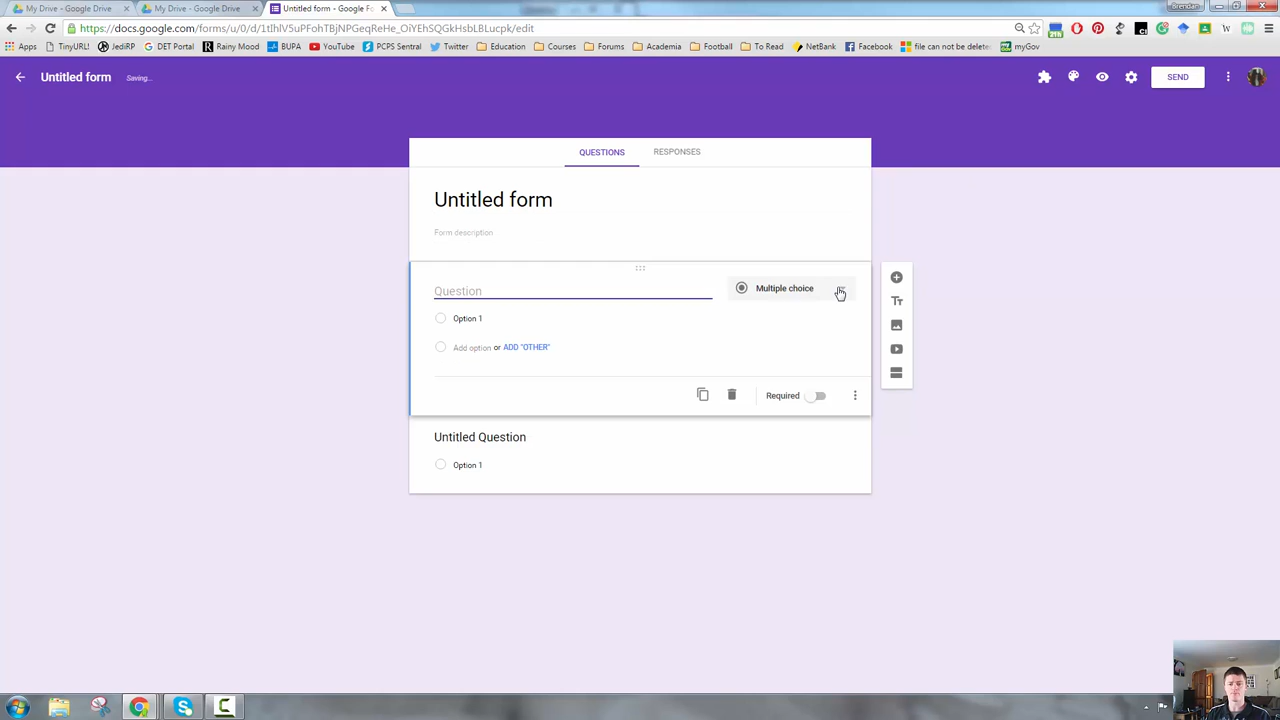 Brendan
My Drive - Google Drive
My Drive - Google Drive
Untitled form - Google Fo
https://docs.google.com/forms/u/0/d/1tlhlV5uPFohTBjNPGeqReHe_OiYEhSQGkHsbLBLucpk/edit
Apps TinyURL! JediRP DET Portal Rainy Mood BUPA YouTube PCPS Sentral Twitter Education Courses Forums Academia Football To Read NetBank Facebook file can not be delete myGov
Untitled form Saving...
SEND
QUESTIONS RESPONSES
Untitled form
Form description
Question
Multiple choice
Option 1
Add option or ADD "OTHER"
Required
Untitled Question
Option 1